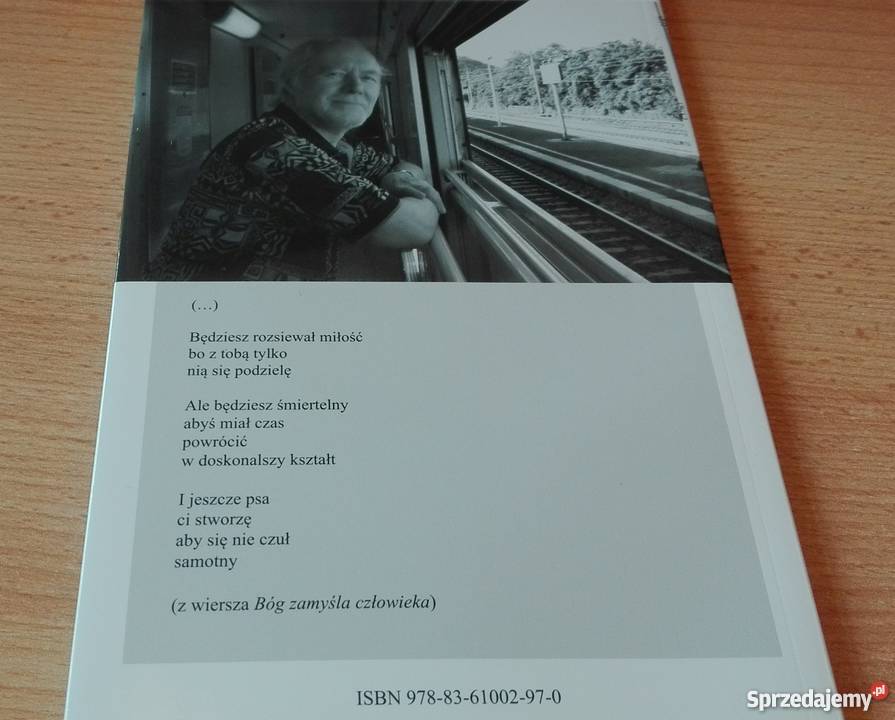 (...)
Będziesz rozsiewał miłość
bo z tobą tylko
nią się podzielę
Ale będziesz śmiertelny
abyś miał czas
powrócić
w doskonalszy kształt
I jeszcze psa
ci stworzę
aby się nie czuł
samotny
(z wiersza Bóg zamyśla człowieka)
ISBN 978-83-61002-97-0
Sprzedajemy.pl